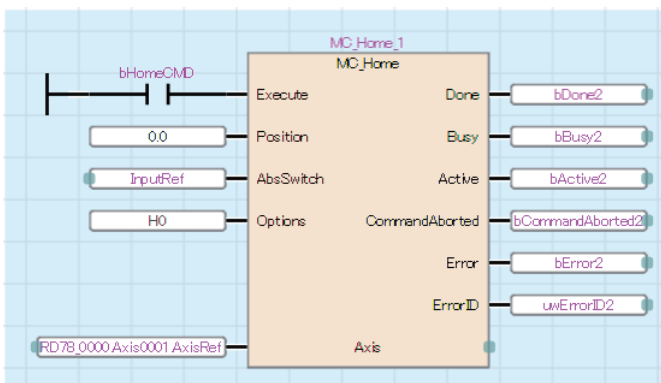 MC_Home_1
MC_Home
bHomeCMD
Execute Done bDone2
0.0 Position Busy bBusy2
InputRef AbsSwitch Active bActive2
H0 Options CommandAborted bCommandAborted2
Error bError2
ErrorID uwErrorID2
RD78_0000.Axis0001.AxisRef Axis